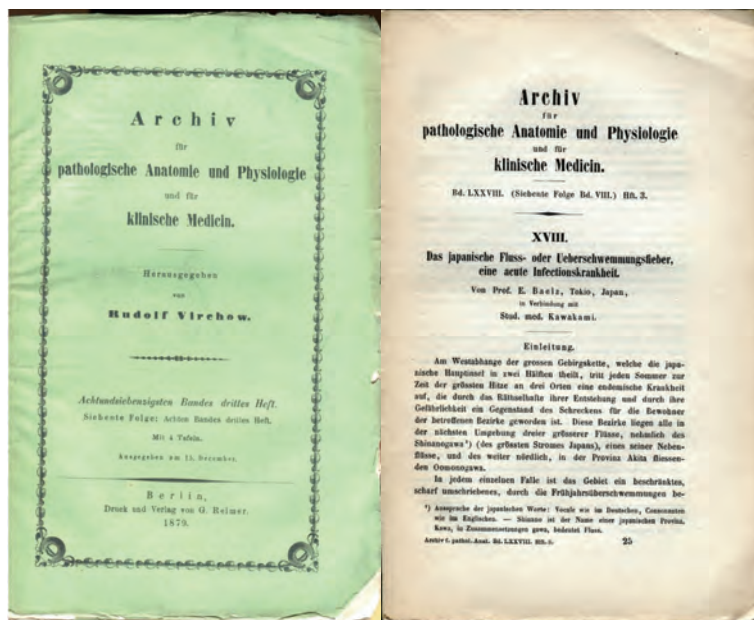 Archiv
für
pathologische Anatomie und Physiologie
und für
klinische Medicin.
Herausgegeben
von
Rudolf Virchow.
Achtundsiebenzigsten Bandes drittes Heft.
Siebente Folge: Achten Bandes drittes Heft.
Mit 4 Tafeln.
Ausgegeben am 15. December.
Berlin,
Druck und Verlag von G. Reimer.
1879.
Archiv
für
pathologische Anatomie und Physiologie
und für
klinische Medicin.
Bd. LXXVIII. (Siebente Folge Bd. VIII.) Hft. 3.
XVIII.
Das japanische Fluss- oder Ueberschwemmungsfieber,
eine acute Infectionskrankheit.
Von Prof. E. Baelz, Tokio, Japan,
in Verbindung mit
Stud. med. Kawakami.
Einleitung.
Am Westabhange der grossen Gebirgskette, welche die japa-
nische Hauptinsel in zwei Hälften theilt, tritt jeden Sommer zur
Zeit der grössten Hitze an drei Orten eine endemische Krankheit
auf, die durch das Räthselhafte ihrer Entstehung und durch ihre
Gefährlichkeit ein Gegenstand des Schreckens für die Bewohner
der betreffenden Bezirke geworden ist. Diese Bezirke liegen alle in
der nächsten Umgebung dreier grösserer Flüsse, nehmlich des
Shinanogawa¹) (des grössten Stromes Japans), eines seiner Neben-
flüsse, und des weiter nördlich, in der Provinz Akita fliessen-
den Oomonogawa.
In jedem einzelnen Falle ist das Gebiet ein beschränktes,
scharf umschriebenes, durch die Frühjahrsüberschwemmungen be-
¹) Aussprache der japanischen Worte: Vocale wie im Deutschen, Consonanten
wie im Englischen. — Shinano ist der Name einer japanischen Provinz.
Kawa, in Zusammensetzungen gawa, bedeutet Fluss.
Archiv f. pathol. Anat. Bd. LXXVIII. Hft. 3. 25